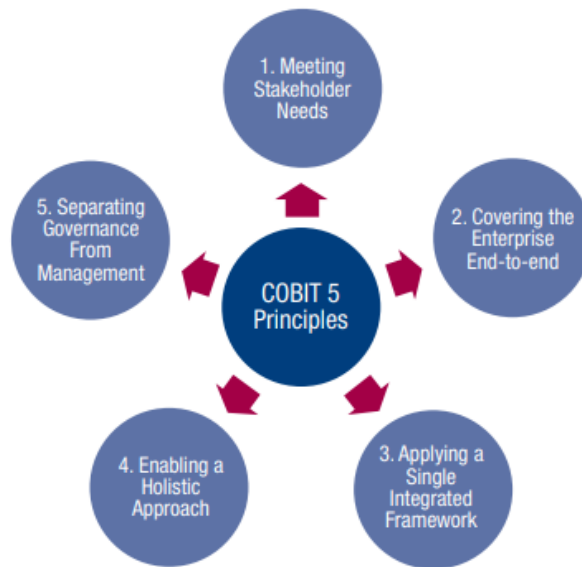 1. Meeting
Stakeholder
Needs
2. Covering the
Enterprise
End-to-end
3. Applying a
Single
Integrated
Framework
4. Enabling a
Holistic
Approach
5. Separating
Governance
From
Management
COBIT 5
Principles